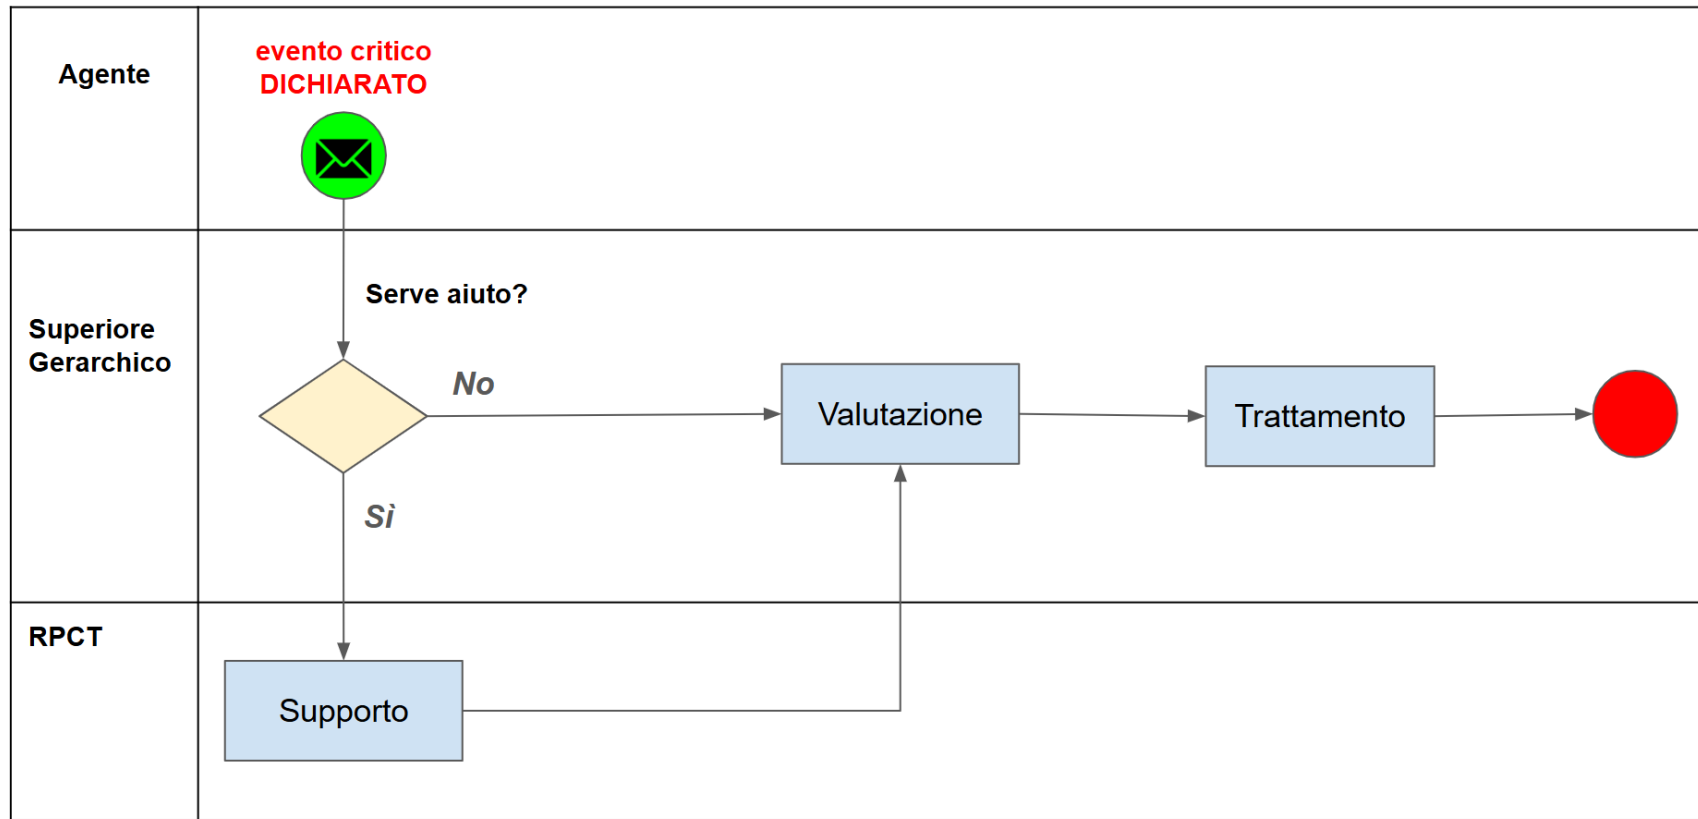 Agente
evento critico
DICHIARATO
Superiore
Gerarchico
Serve aiuto?
No
Valutazione
Trattamento
Sì
RPCT
Supporto